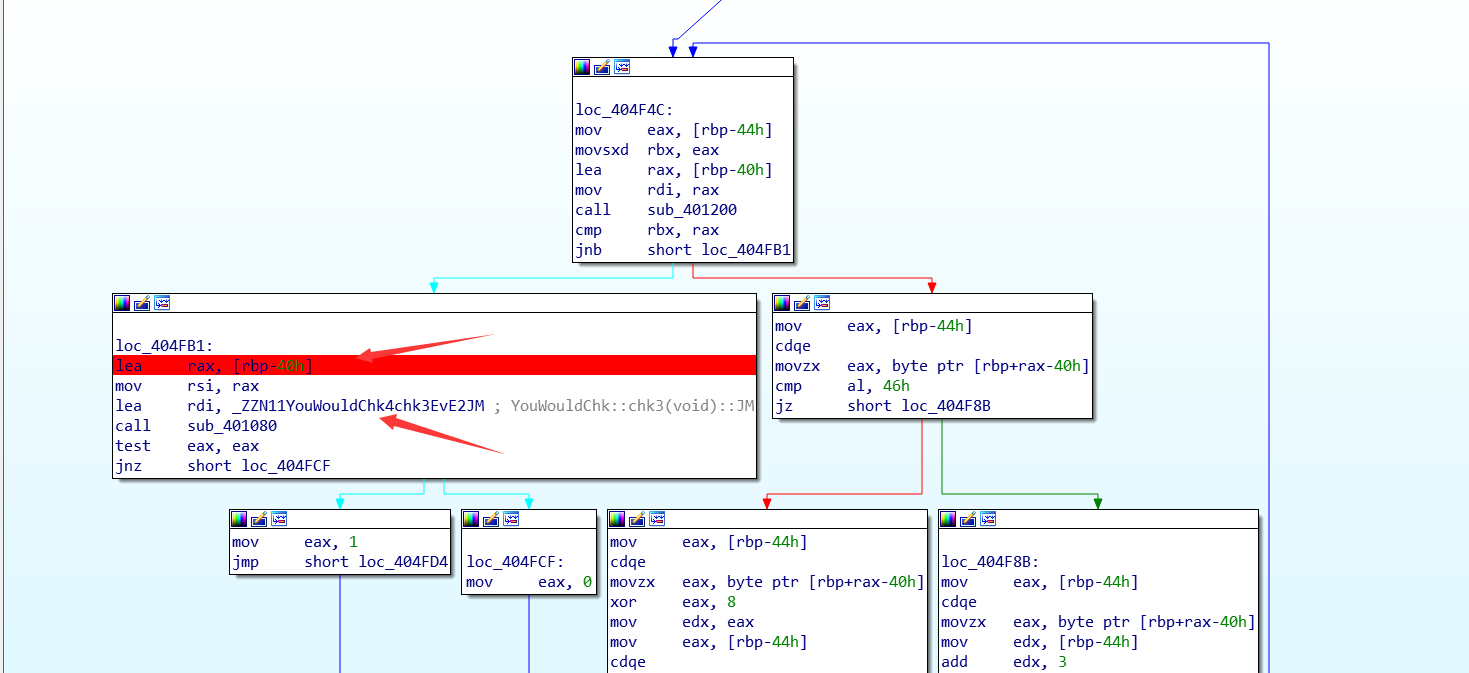 loc_404F4C:
mov eax, [rbp-44h]
movsxd rbx, eax
lea rax, [rbp-40h]
mov rdi, rax
call sub_401200
cmp rbx, rax
jnb short loc_404FB1
loc_404FB1:
lea rax, [rbp-40h]
mov rsi, rax
lea rdi, _ZZN11YouWouldChk4chk3EvE2JM ; YouWouldChk::chk3(void)::JM
call sub_401080
test eax, eax
jnz short loc_404FCF
mov eax, [rbp-44h]
cdqe
movzx eax, byte ptr [rbp+rax-40h]
cmp al, 46h
jz short loc_404F8B
mov eax, 1
jmp short loc_404FD4
loc_404FCF:
mov eax, 0
mov eax, [rbp-44h]
cdqe
movzx eax, byte ptr [rbp+rax-40h]
xor eax, 8
mov edx, eax
mov eax, [rbp-44h]
cdqe
loc_404F8B:
mov eax, [rbp-44h]
cdqe
movzx eax, byte ptr [rbp+rax-40h]
mov edx, [rbp-44h]
add edx, 3